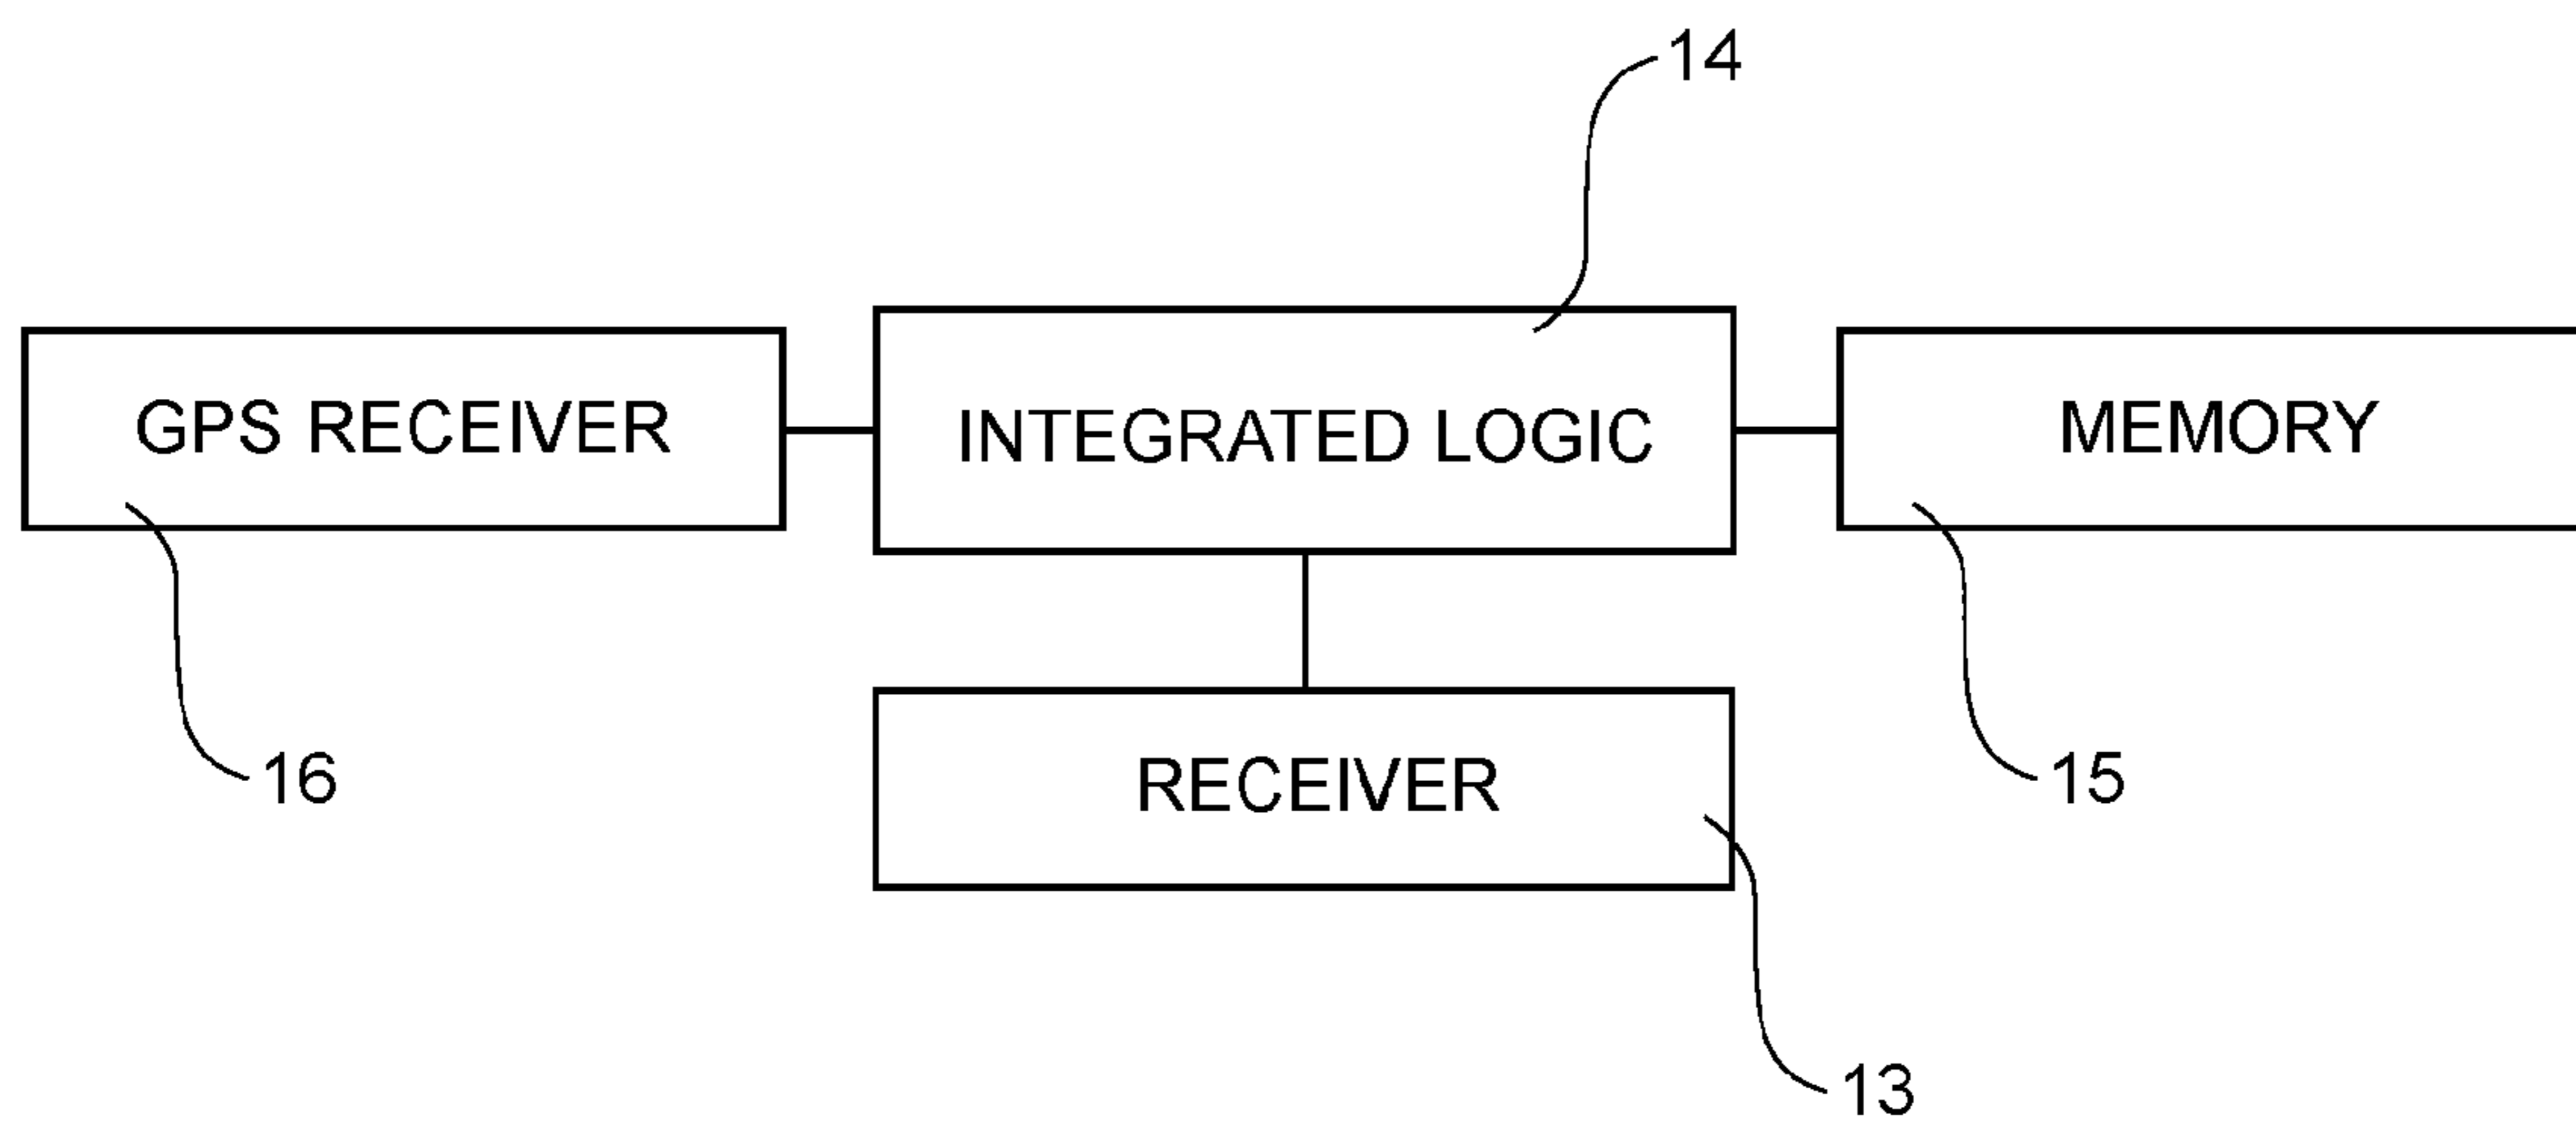 14
GPS RECEIVER
INTEGRATED LOGIC
MEMORY
16
RECEIVER
15
13